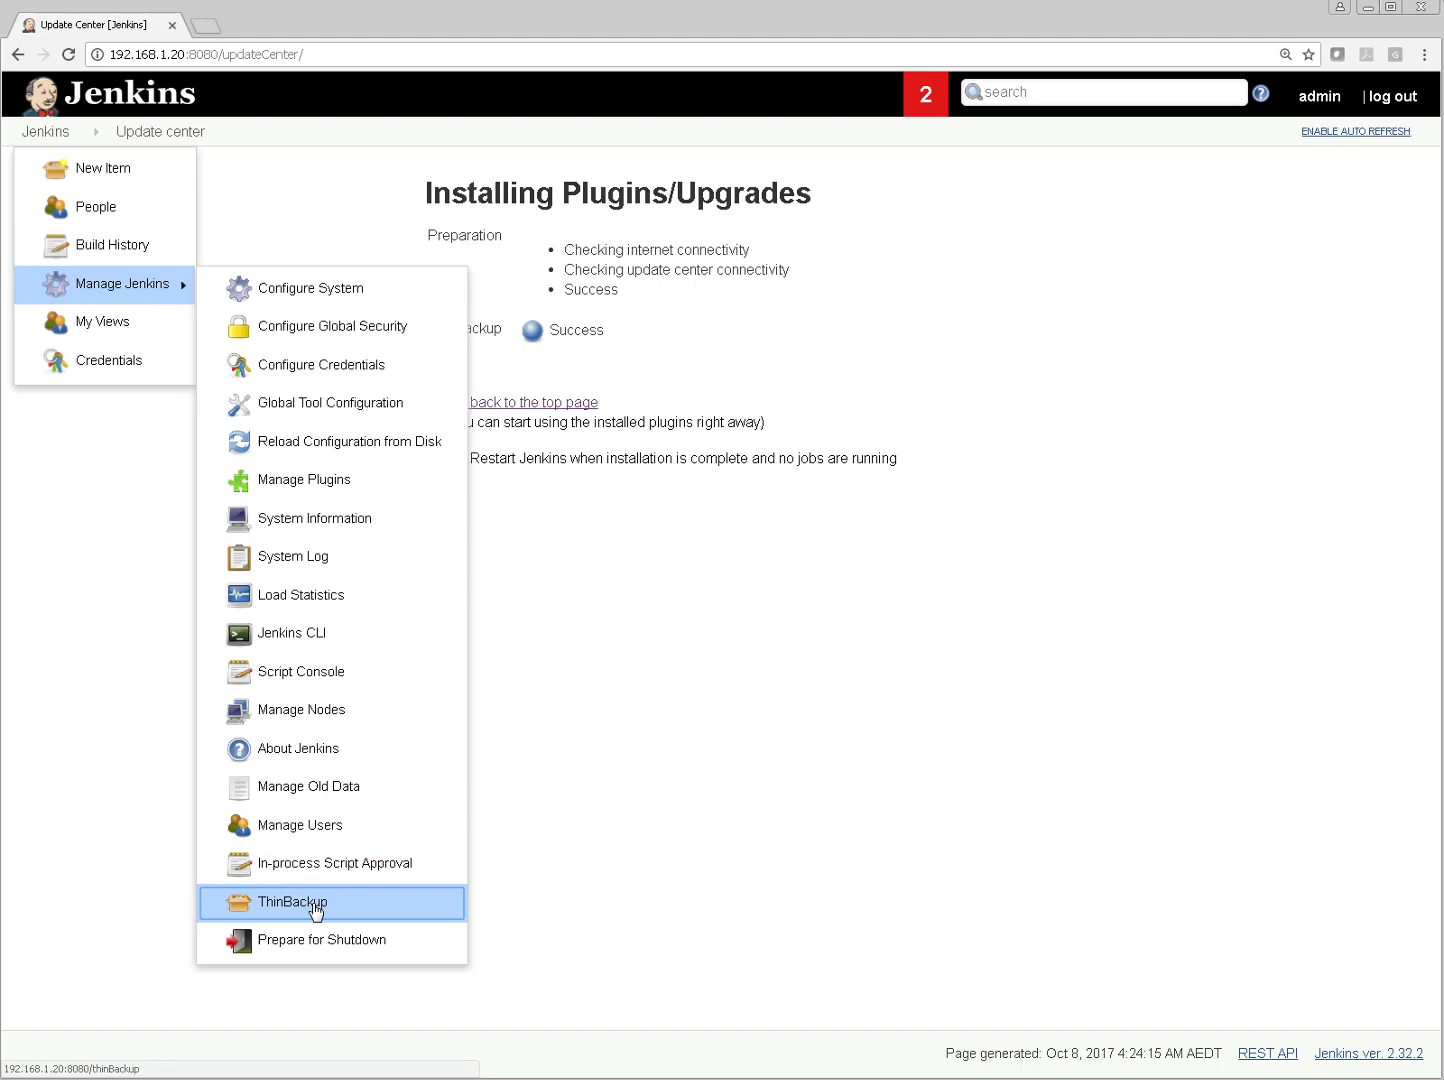 Update Center [Jenkins]
192.168.1.20:8080/updateCenter/
Jenkins
2
search
admin
| log out
Jenkins
Update center
ENABLE AUTO REFRESH
New Item
People
Build History
Manage Jenkins
My Views
Credentials
Configure System
Configure Global Security
Configure Credentials
Global Tool Configuration
Reload Configuration from Disk
Manage Plugins
System Information
System Log
Load Statistics
Jenkins CLI
Script Console
Manage Nodes
About Jenkins
Manage Old Data
Manage Users
In-process Script Approval
ThinBackup
Prepare for Shutdown
Installing Plugins/Upgrades
Preparation
• Checking internet connectivity
• Checking update center connectivity
• Success
ackup Success
back to the top page
u can start using the installed plugins right away)
Restart Jenkins when installation is complete and no jobs are running
Page generated: Oct 8, 2017 4:24:15 AM AEDT
REST API
Jenkins ver. 2.32.2
192.168.1.20:8080/thinBackup